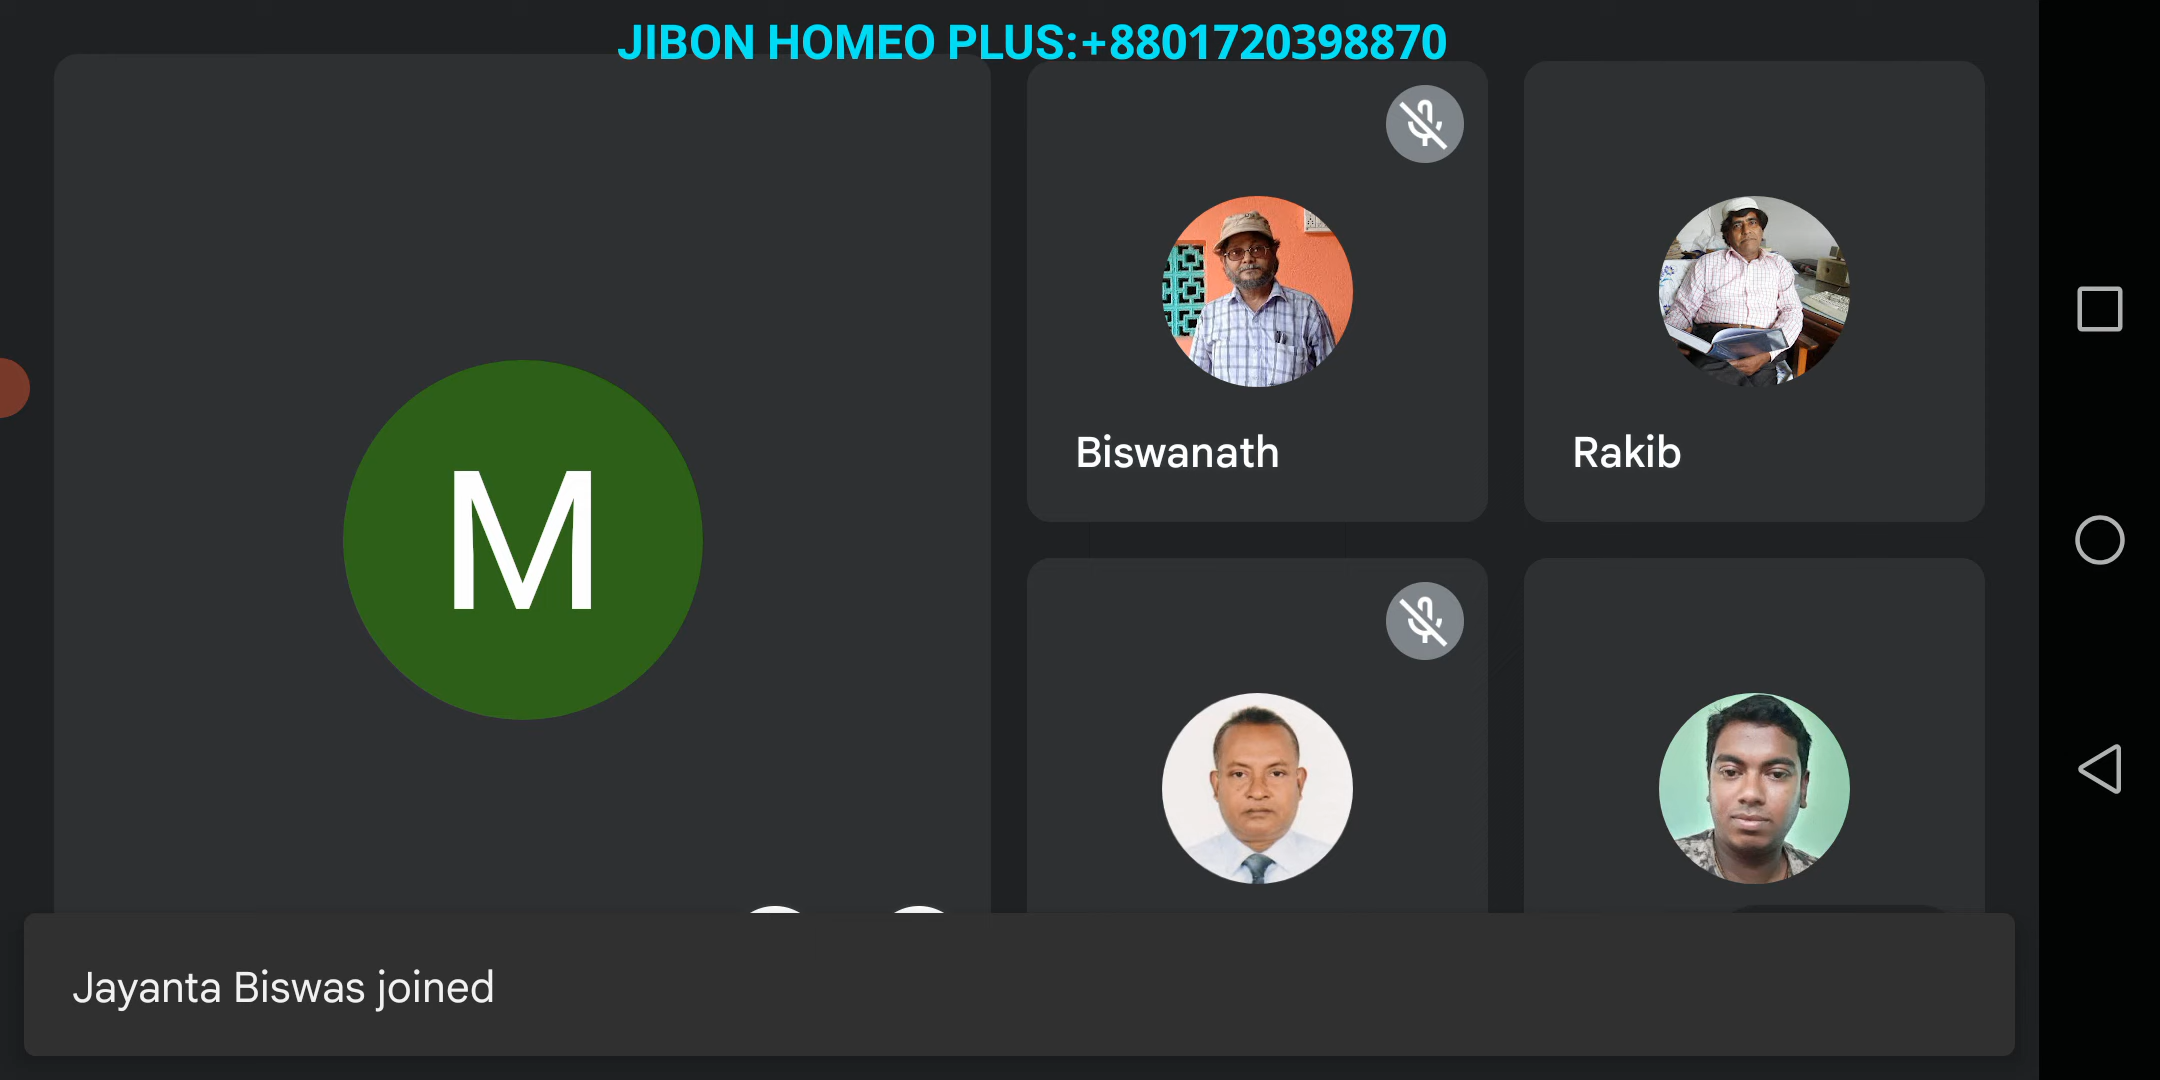 JIBON HOMEO PLUS:+8801720398870
M
Biswanath
Rakib
Jayanta Biswas joined